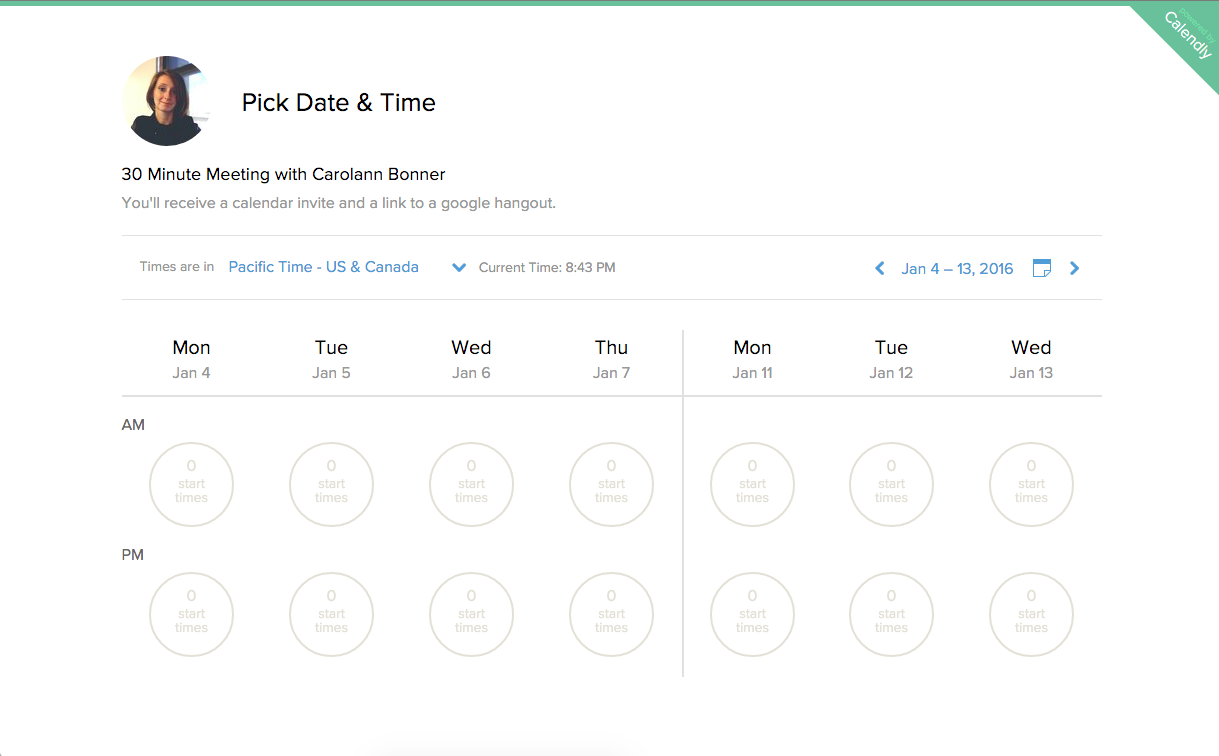 powered by
Calendly
Pick Date & Time
30 Minute Meeting with Carolann Bonner
You'll receive a calendar invite and a link to a google hangout.
Times are in Pacific Time - US & Canada Current Time: 8:43 PM Jan 4 – 13, 2016
Mon Tue Wed Thu Mon Tue Wed
Jan 4 Jan 5 Jan 6 Jan 7 Jan 11 Jan 12 Jan 13
AM
0 0 0 0 0 0 0
start start start start start start start
times times times times times times times
PM
0 0 0 0 0 0 0
start start start start start start start
times times times times times times times